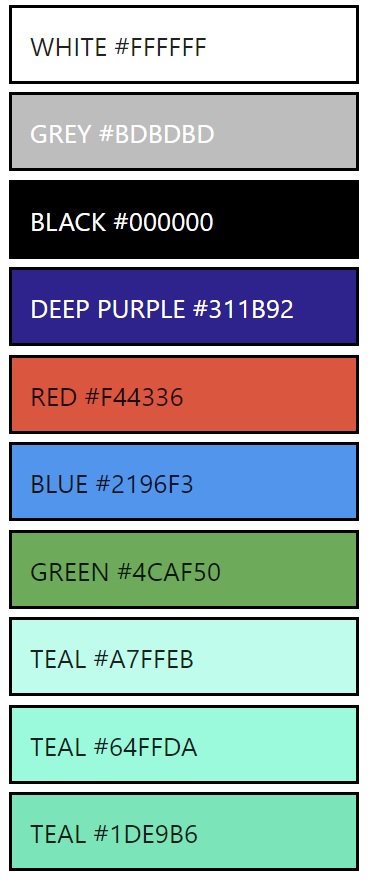 WHITE #FFFFFF
GREY #BDBDBD
BLACK #000000
DEEP PURPLE #311B92
RED #F44336
BLUE #2196F3
GREEN #4CAF50
TEAL #A7FFEB
TEAL #64FFDA
TEAL #1DE9B6